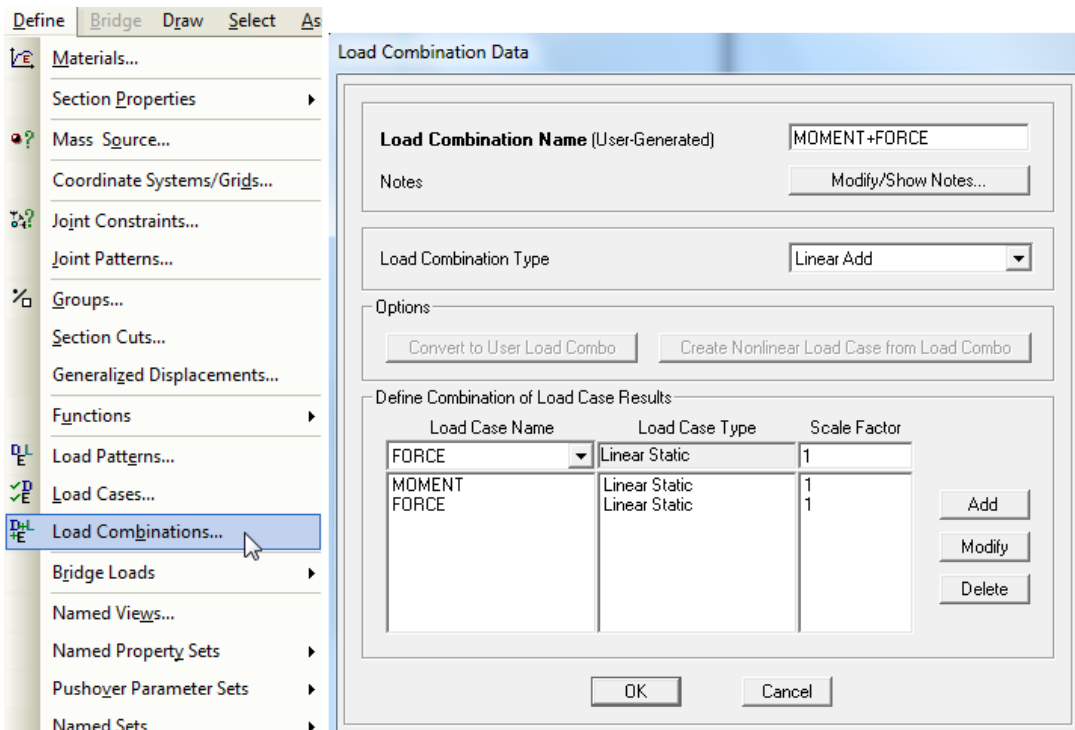 Define Bridge Draw Select As
Materials...
Section Properties
Mass Source...
Coordinate Systems/Grids...
Joint Constraints...
Joint Patterns...
Groups...
Section Cuts...
Generalized Displacements...
Functions
Load Patterns...
Load Cases...
Load Combinations...
Bridge Loads
Named Views...
Named Property Sets
Pushover Parameter Sets
Named Sets
Load Combination Data
Load Combination Name (User-Generated) MOMENT+FORCE
Notes Modify/Show Notes...
Load Combination Type Linear Add
Options
Convert to User Load Combo Create Nonlinear Load Case from Load Combo
Define Combination of Load Case Results
Load Case Name Load Case Type Scale Factor
FORCE Linear Static 1
MOMENT Linear Static 1
FORCE Linear Static 1
Add
Modify
Delete
OK Cancel